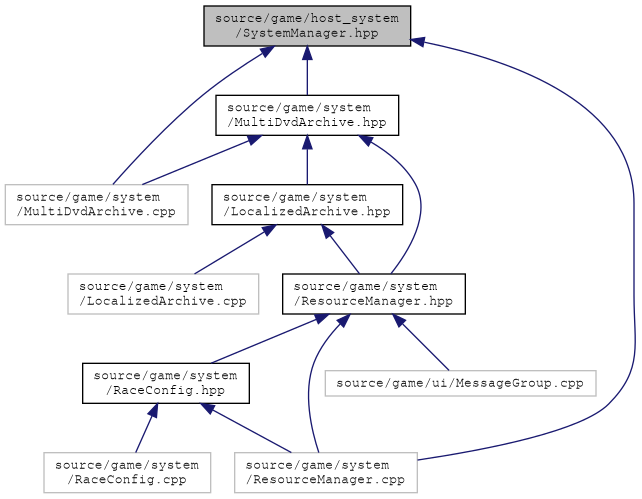 source/game/host_system
/SystemManager.hpp
source/game/system
/MultiDvdArchive.hpp
source/game/system
/MultiDvdArchive.cpp
source/game/system
/LocalizedArchive.hpp
source/game/system
/LocalizedArchive.cpp
source/game/system
/ResourceManager.hpp
source/game/system
/RaceConfig.hpp
source/game/ui/MessageGroup.cpp
source/game/system
/RaceConfig.cpp
source/game/system
/ResourceManager.cpp